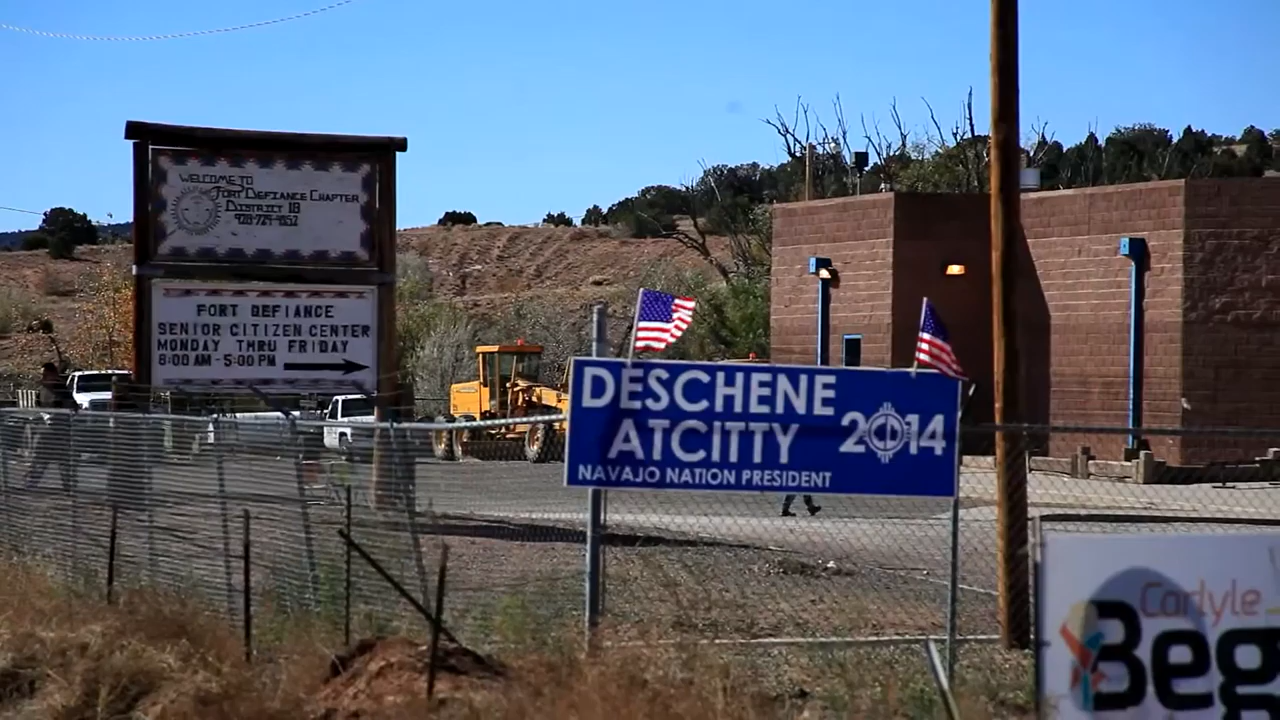 WELCOME TO
FORT DEFIANCE CHAPTER
DISTRICT 18
FORT DEFIANCE
SENIOR CITIZEN CENTER
MONDAY THRU FRIDAY
8:00 AM - 5:00 PM
DESCHENE
ATCITTY 2014
NAVAJO NATION PRESIDENT
Carlyle
Beg